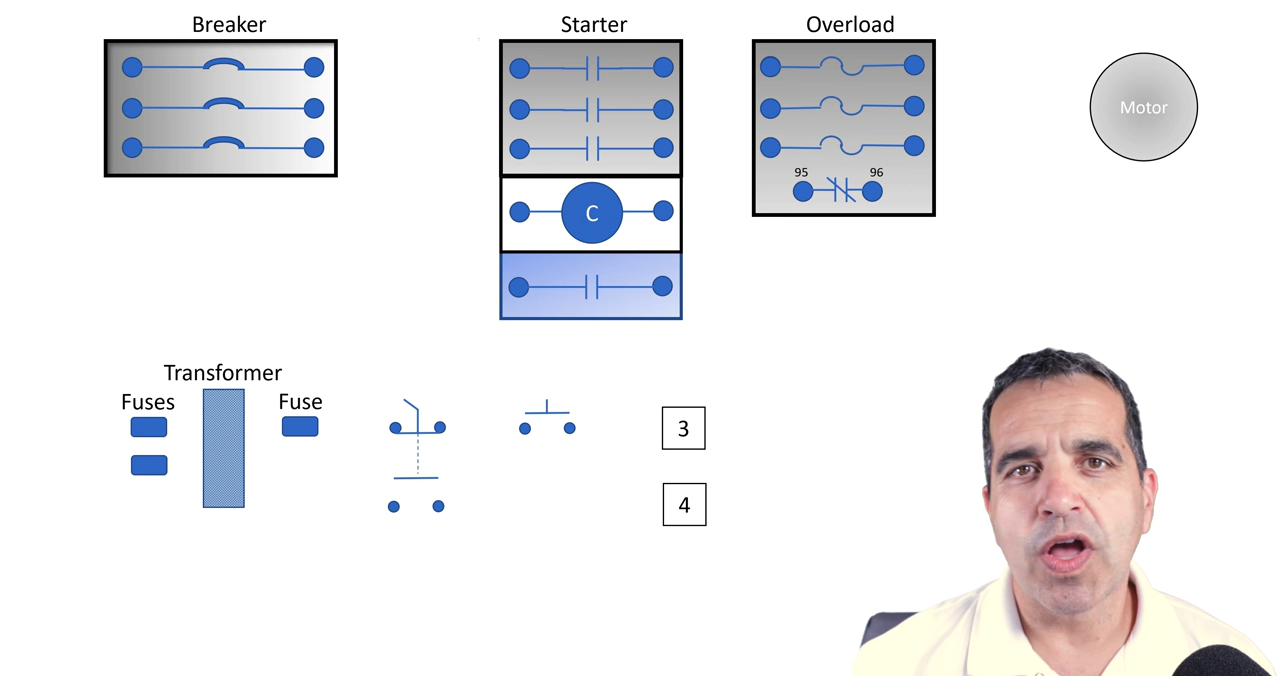 Breaker
Starter
Overload
Motor
95
96
C
Transformer
Fuses
Fuse
3
4